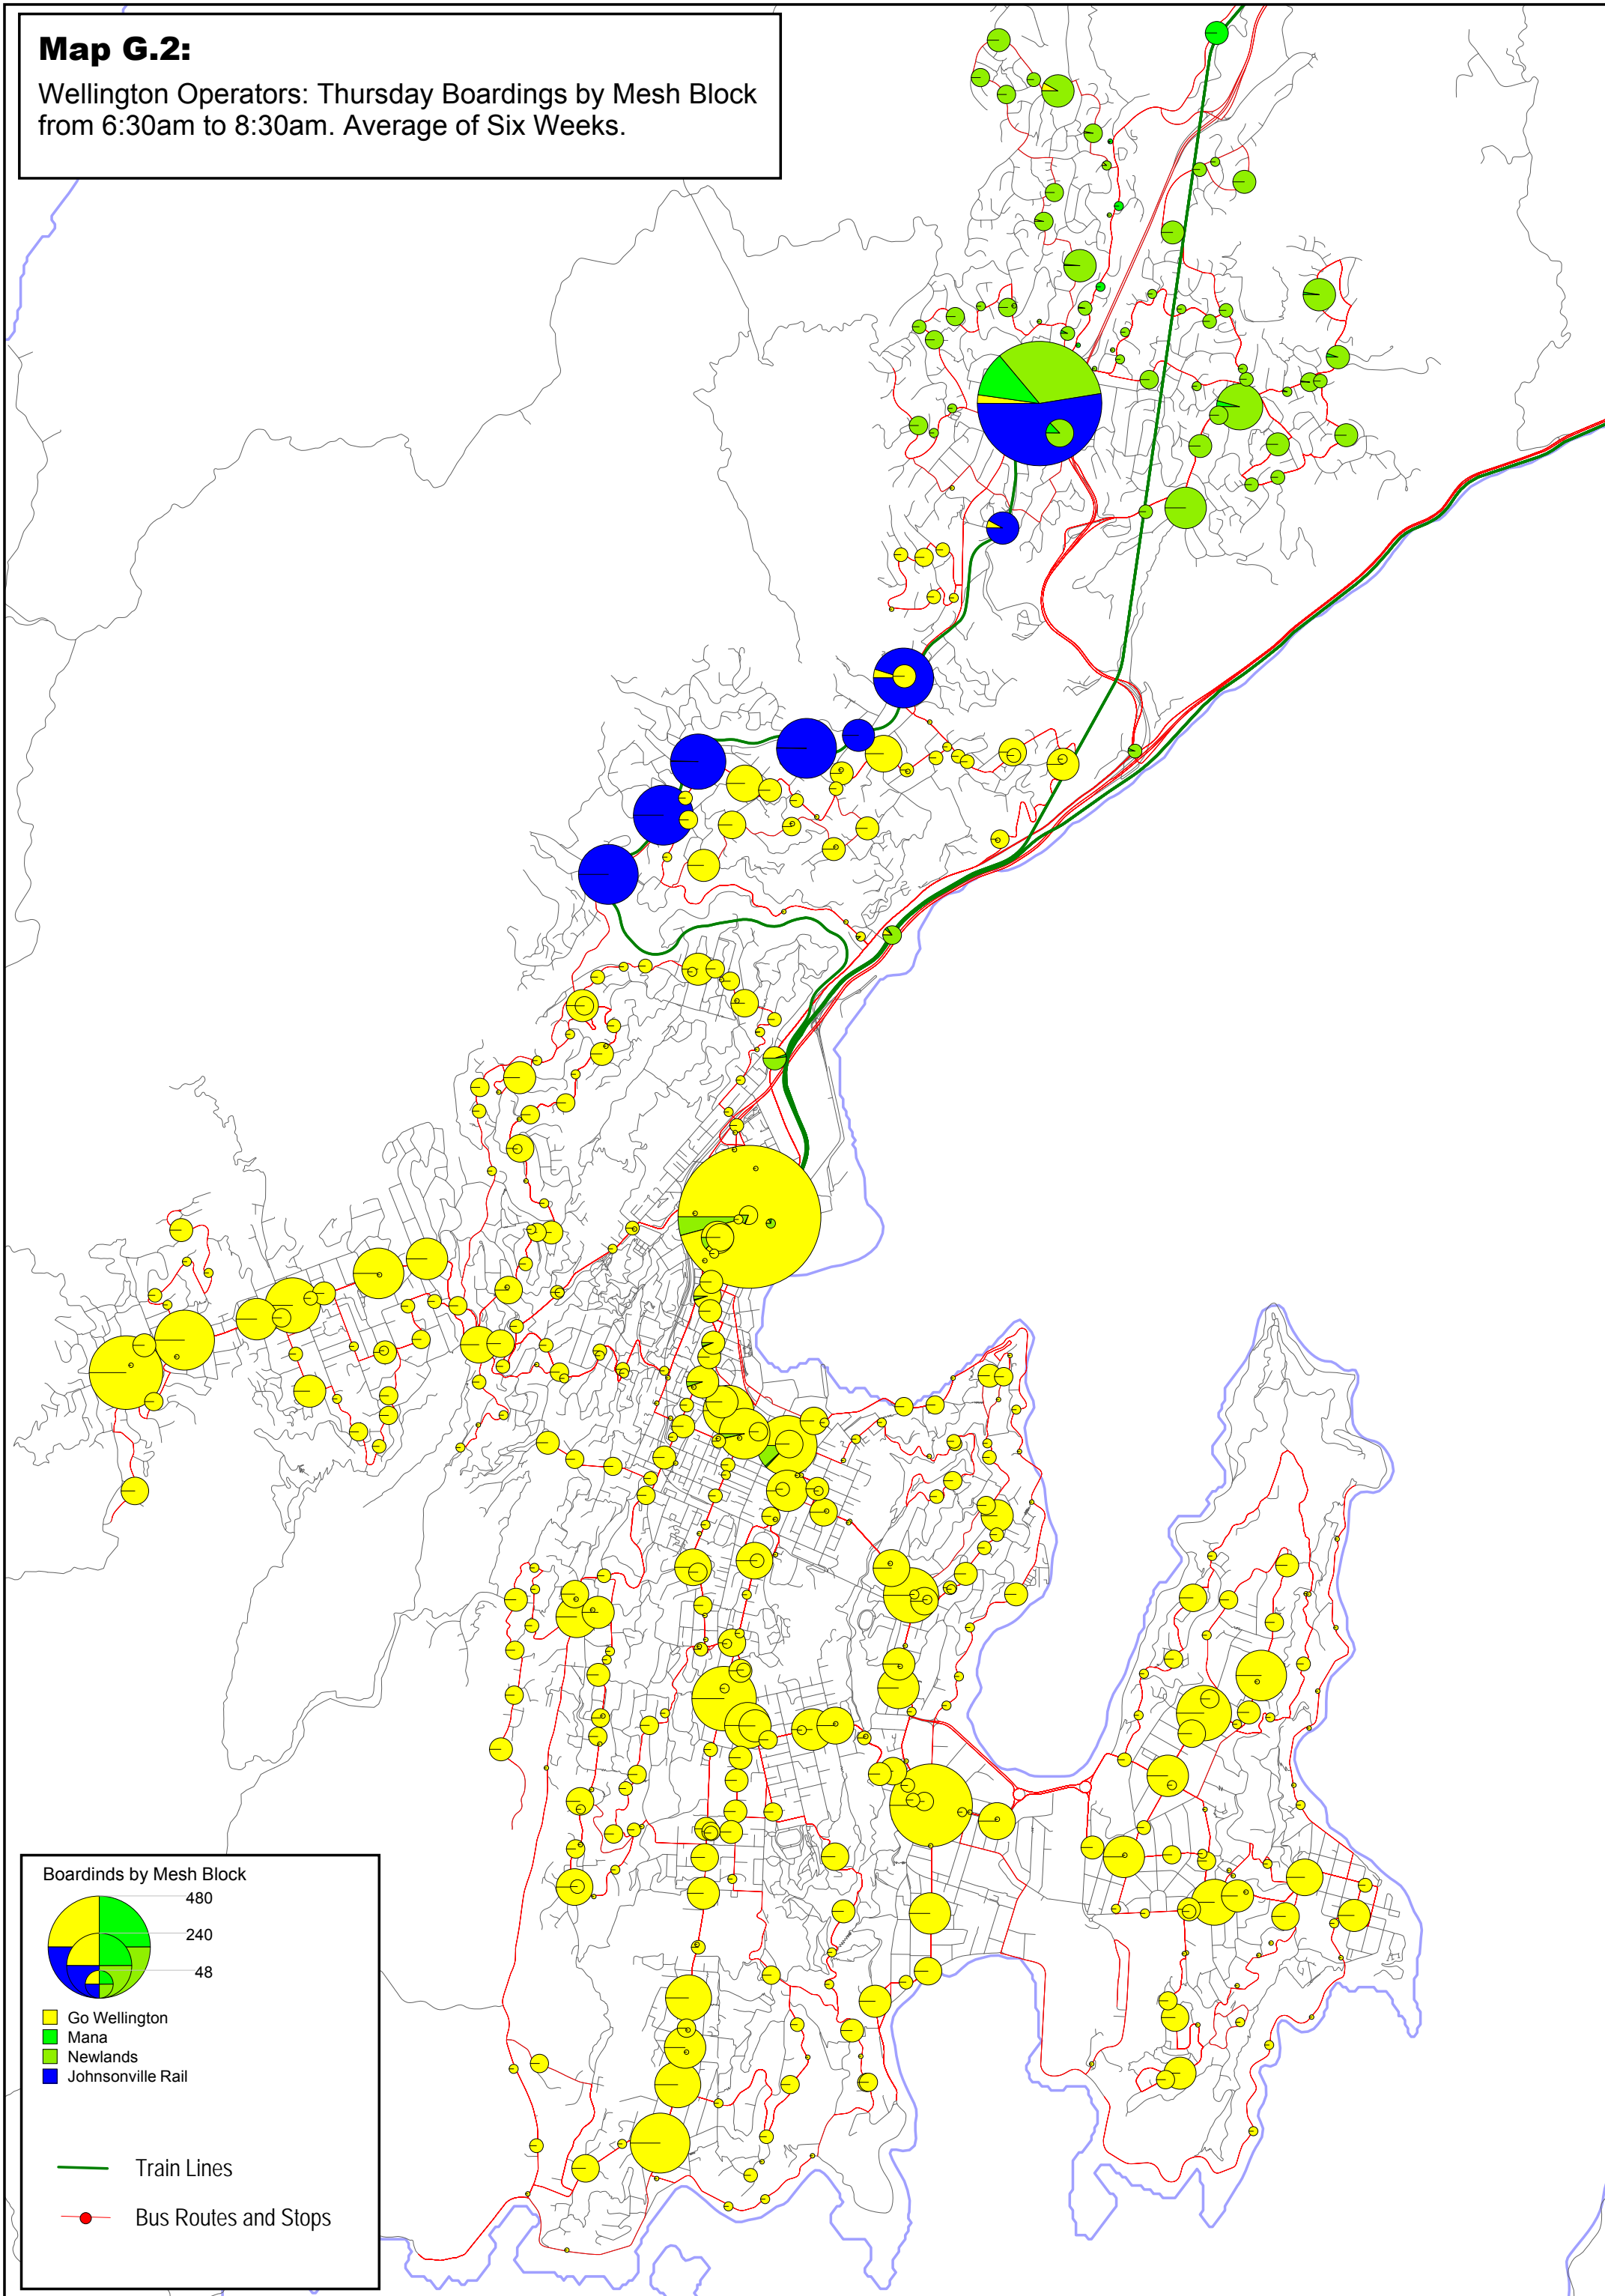 Map G.2:
Wellington Operators: Thursday Boardings by Mesh Block
from 6:30am to 8:30am. Average of Six Weeks.
Boardinds by Mesh Block
480
240
48
Go Wellington
Mana
Newlands
Johnsonville Rail
Train Lines
Bus Routes and Stops